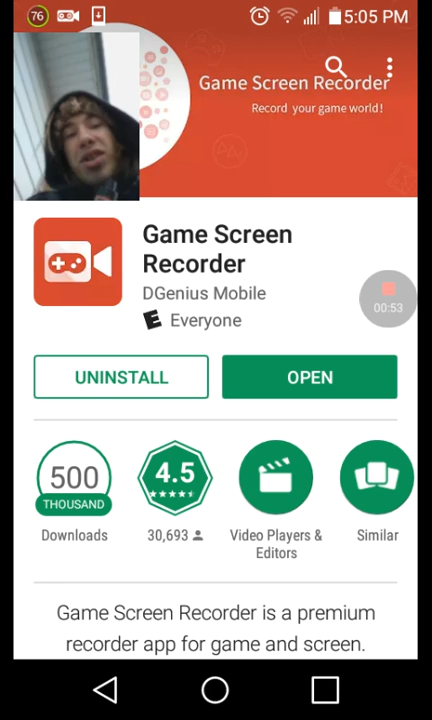 76
5:05 PM
Game Screen Recorder
Record your game world!
Game Screen
Recorder
DGenius Mobile
E Everyone
00:53
UNINSTALL
OPEN
500
THOUSAND
Downloads
4.5
30,693
Video Players &
Editors
Similar
Game Screen Recorder is a premium
recorder app for game and screen.